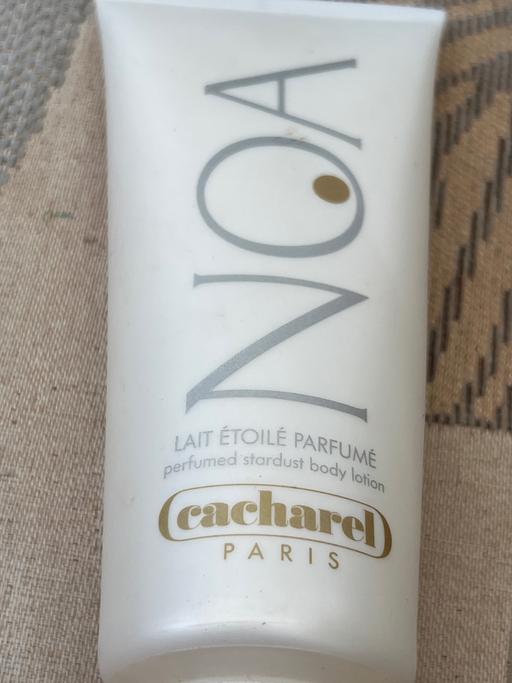 NOA
LAIT ÉTOILÉ PARFUMÉ
perfumed stardust body lotion
cacharel
PARIS